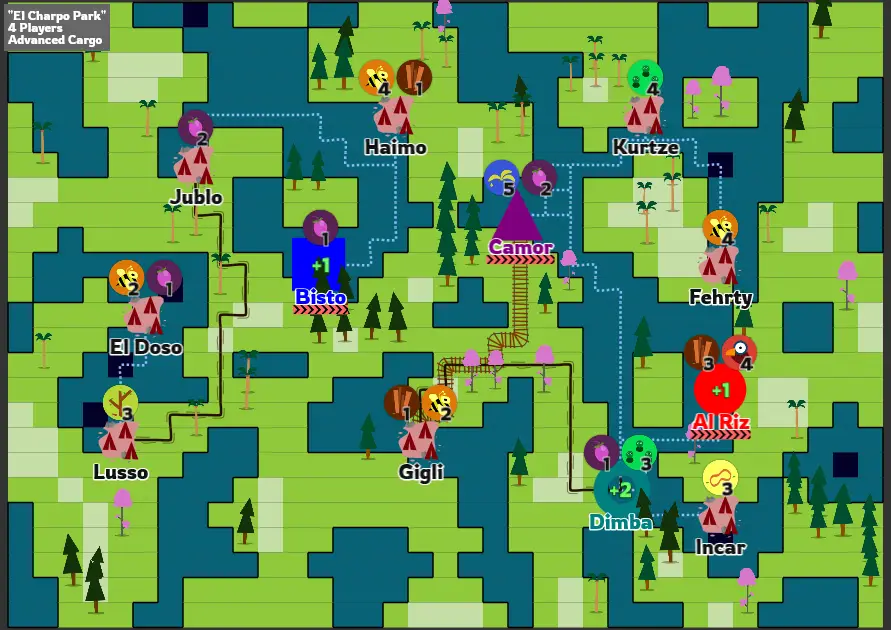 "El Charpo Park"
4 Players
Advanced Cargo
4 1
Haimo
4
Kurtze
2
Jublo
5 2
Camor
1
+1
Bisto
4
Fehrty
2 1
El Doso
3 4
+1
Al Riz
3
Lusso
1 2
Gigli
1 3
+2
Dimba
3
Incar